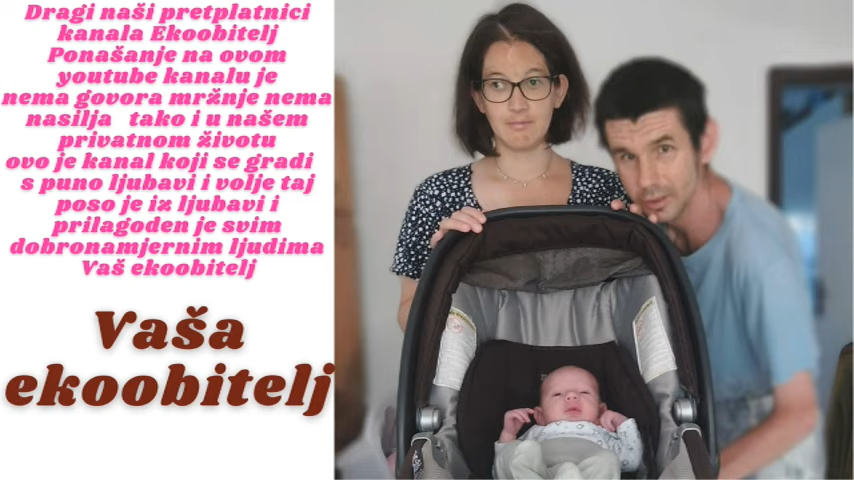 Dragi naši pretplatnici
kanala Ekoobitelj
Ponašanje na ovom
youtube kanalu je
nema govora mržnje nema
nasilja tako i u našem
privatnom životu
ovo je kanal koji se gradi
s puno ljubavi i volje taj
poso je iz ljubavi i
prilagođen je svim
dobronamjernim ljudima
Vaš ekoobitelj
Vaša
ekoobitelj